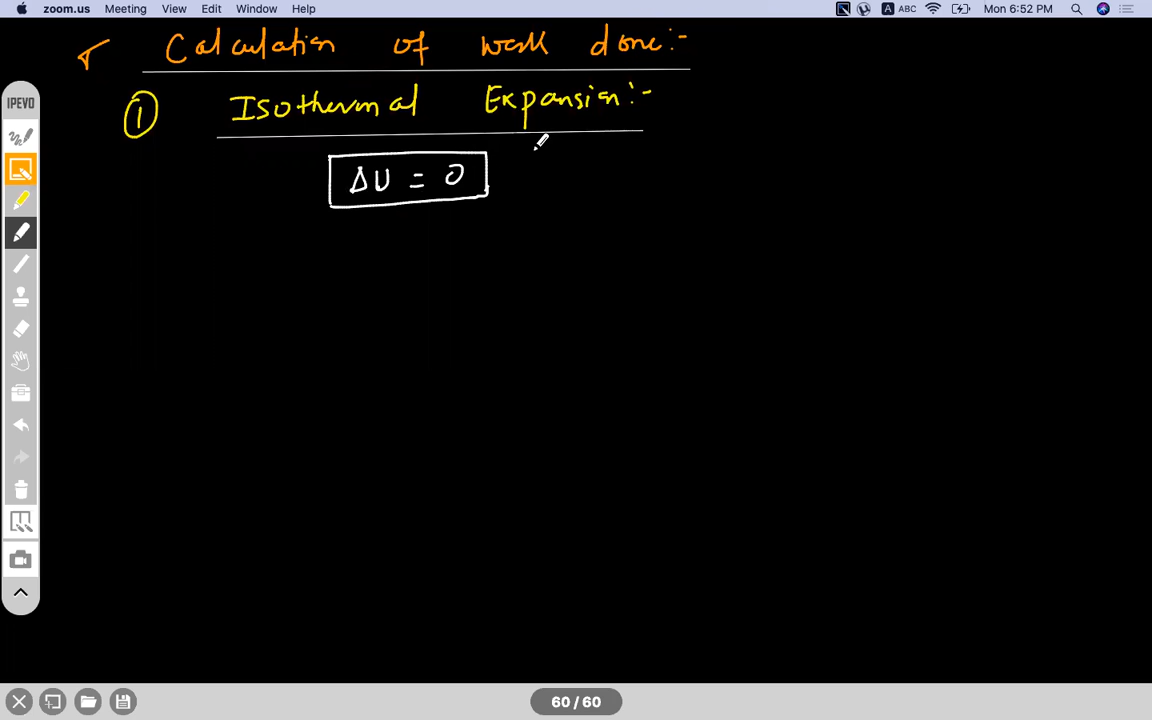 zoom.us Meeting View Edit Window Help A ABC Mon 6:52 PM
Calculation of work done:-
IPEVO
① Isothermal Expansion:-
ΔU = 0
60 / 60